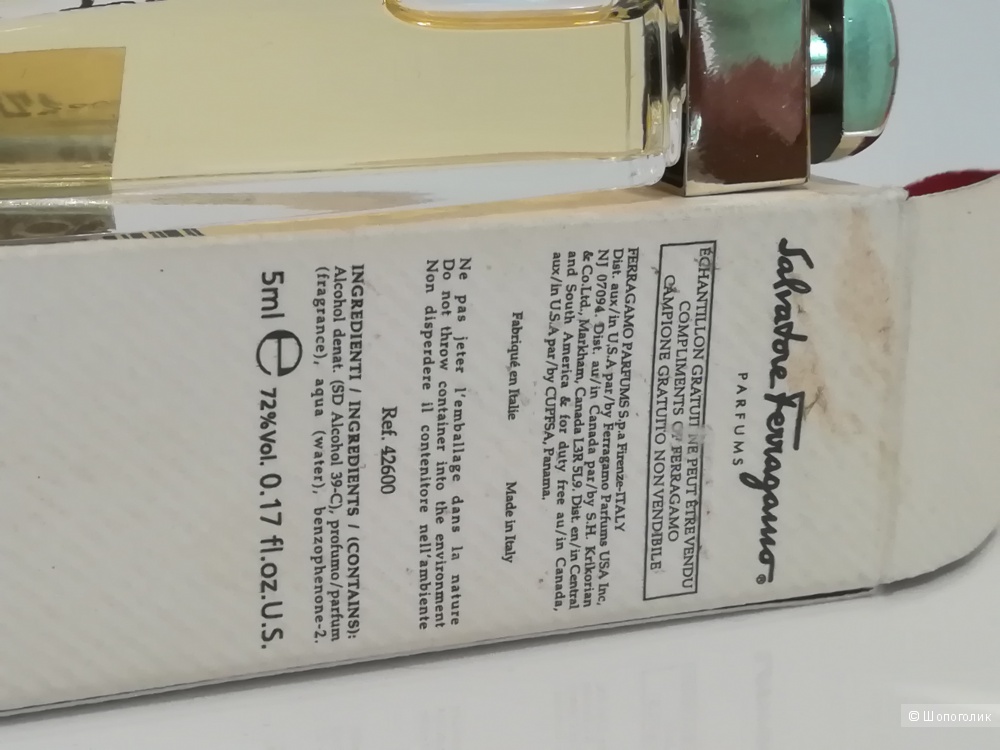 Salvatore Ferragamo®
PARFUMS
ÉCHANTILLON GRATUIT NE PEUT ÊTRE VENDU
COMPLIMENTS OF FERRAGAMO
CAMPIONE GRATUITO NON VENDIBILE
FERRAGAMO PARFUMS S.p.a Firenze-ITALY
Dist. aux/in U.S.A par/by Ferragamo Parfums USA Inc,
NJ 07094. Dist. au/in Canada par/by S.H. Krikorian
& Co.Ltd., Markham, Canada L3R 5L9. Dist. en/in Central
and South America & for duty free au/in Canada,
aux/in U.S.A par/by CUPFSA, Panama.
Fabriqué en Italie Made in Italy
Ne pas jeter l'emballage dans la nature
Do not throw container into the environment
Non disperdere il contenitore nell'ambiente
Ref. 42600
INGREDIENTI / INGREDIENTS / (CONTAINS):
Alcohol denat. (SD Alcohol 39-C), profumo/parfum
(fragrance), aqua (water), benzophenone-2.
5ml e 72%Vol. 0.17 fl.oz.U.S.
© Шопоголик